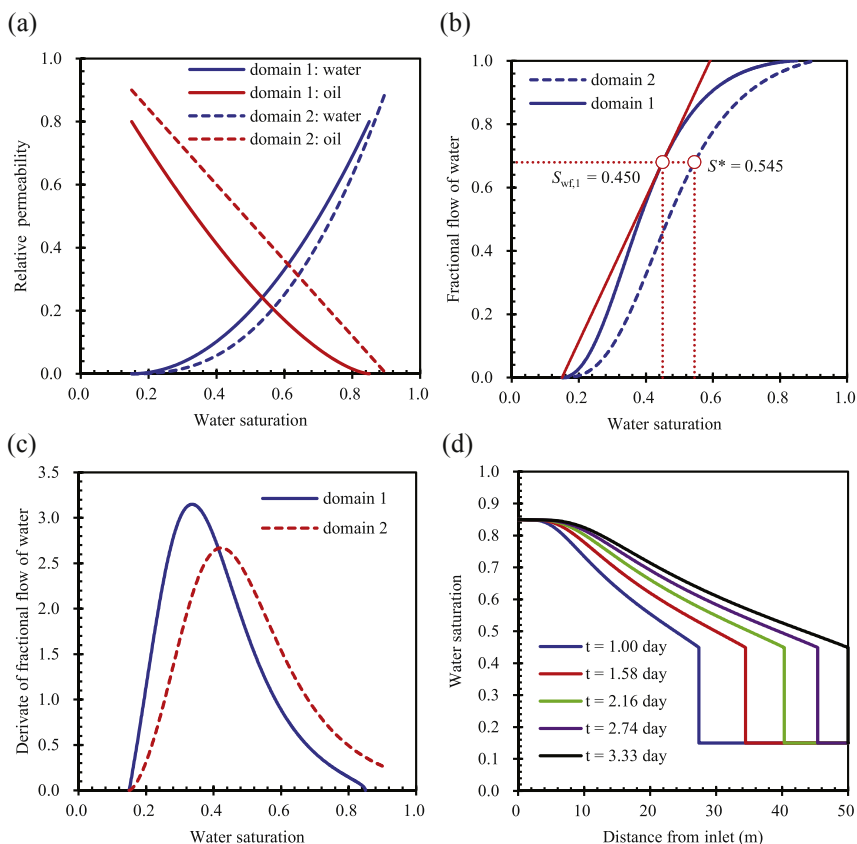 (a)
1.0
0.8
0.6
0.4
0.2
0.0
0.0 0.2 0.4 0.6 0.8 1.0
Relative permeability
Water saturation
domain 1: water
domain 1: oil
domain 2: water
domain 2: oil
(b)
1.0
0.8
0.6
0.4
0.2
0.0
0.0 0.2 0.4 0.6 0.8 1.0
Fractional flow of water
Water saturation
domain 2
domain 1
S* = 0.545
Swf,1 = 0.450
(c)
3.5
3.0
2.5
2.0
1.5
1.0
0.5
0.0
0.0 0.2 0.4 0.6 0.8 1.0
Derivate of fractional flow of water
Water saturation
domain 1
domain 2
(d)
1.0
0.9
0.8
0.7
0.6
0.5
0.4
0.3
0.2
0.1
0.0
0 10 20 30 40 50
Water saturation
Distance from inlet (m)
t = 1.00 day
t = 1.58 day
t = 2.16 day
t = 2.74 day
t = 3.33 day